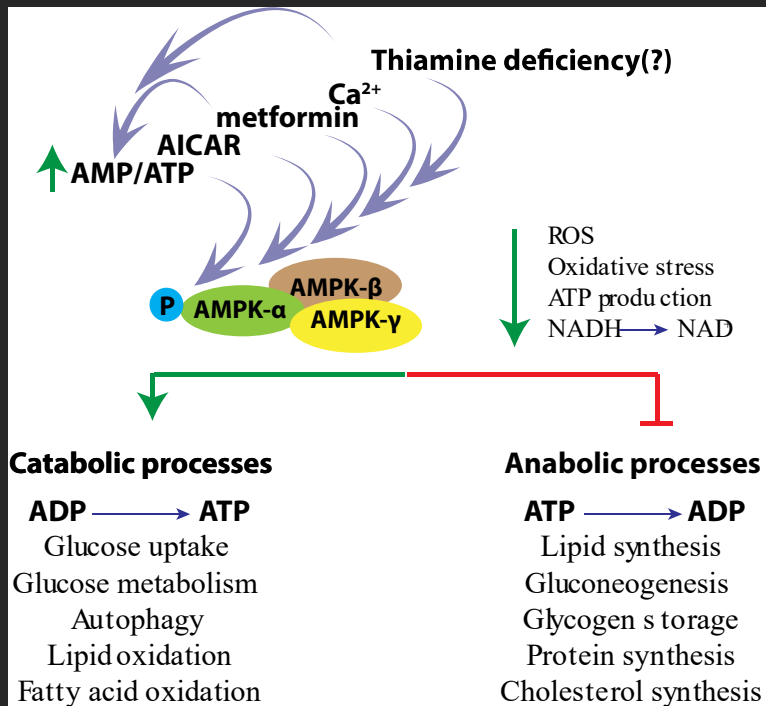 Thiamine deficiency(?)
Ca²⁺
metformin
AICAR
AMP/ATP
ROS
Oxidative stress
ATP production
NADH NAD⁺
P
AMPK-α
AMPK-β
AMPK-γ
Catabolic processes
ADP ATP
Glucose uptake
Glucose metabolism
Autophagy
Lipid oxidation
Fatty acid oxidation
Anabolic processes
ATP ADP
Lipid synthesis
Gluconeogenesis
Glycogen storage
Protein synthesis
Cholesterol synthesis